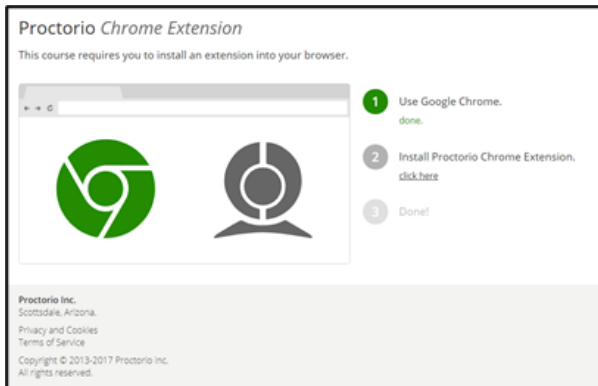 Proctorio Chrome Extension
This course requires you to install an extension into your browser.
1 Use Google Chrome.
done.
2 Install Proctorio Chrome Extension.
click here
3 Done!
Proctorio Inc.
Scottsdale, Arizona.
Privacy and Cookies
Terms of Service
Copyright © 2013-2017 Proctorio Inc.
All rights reserved.